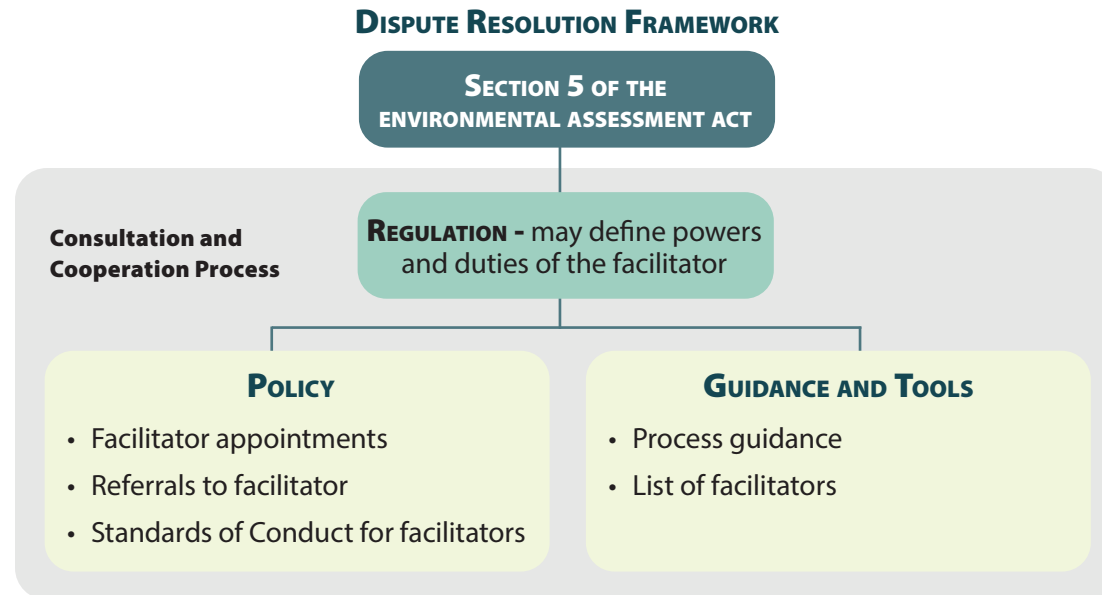 Dispute Resolution Framework
Section 5 of the
environmental assessment act
Consultation and
Cooperation Process
Regulation - may define powers
and duties of the facilitator
Policy
• Facilitator appointments
• Referrals to facilitator
• Standards of Conduct for facilitators
Guidance and Tools
• Process guidance
• List of facilitators